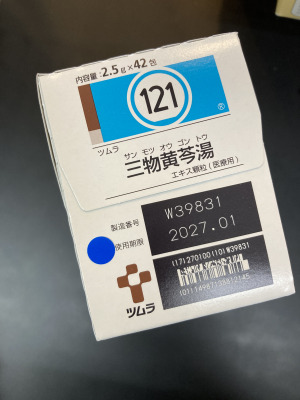 内容量:2.5g×42包
121
®
ツムラ
サンモツオウゴントウ
三物黄芩湯
エキス顆粒(医療用)
製造番号
W39831
使用期限
2027.01
ツムラ